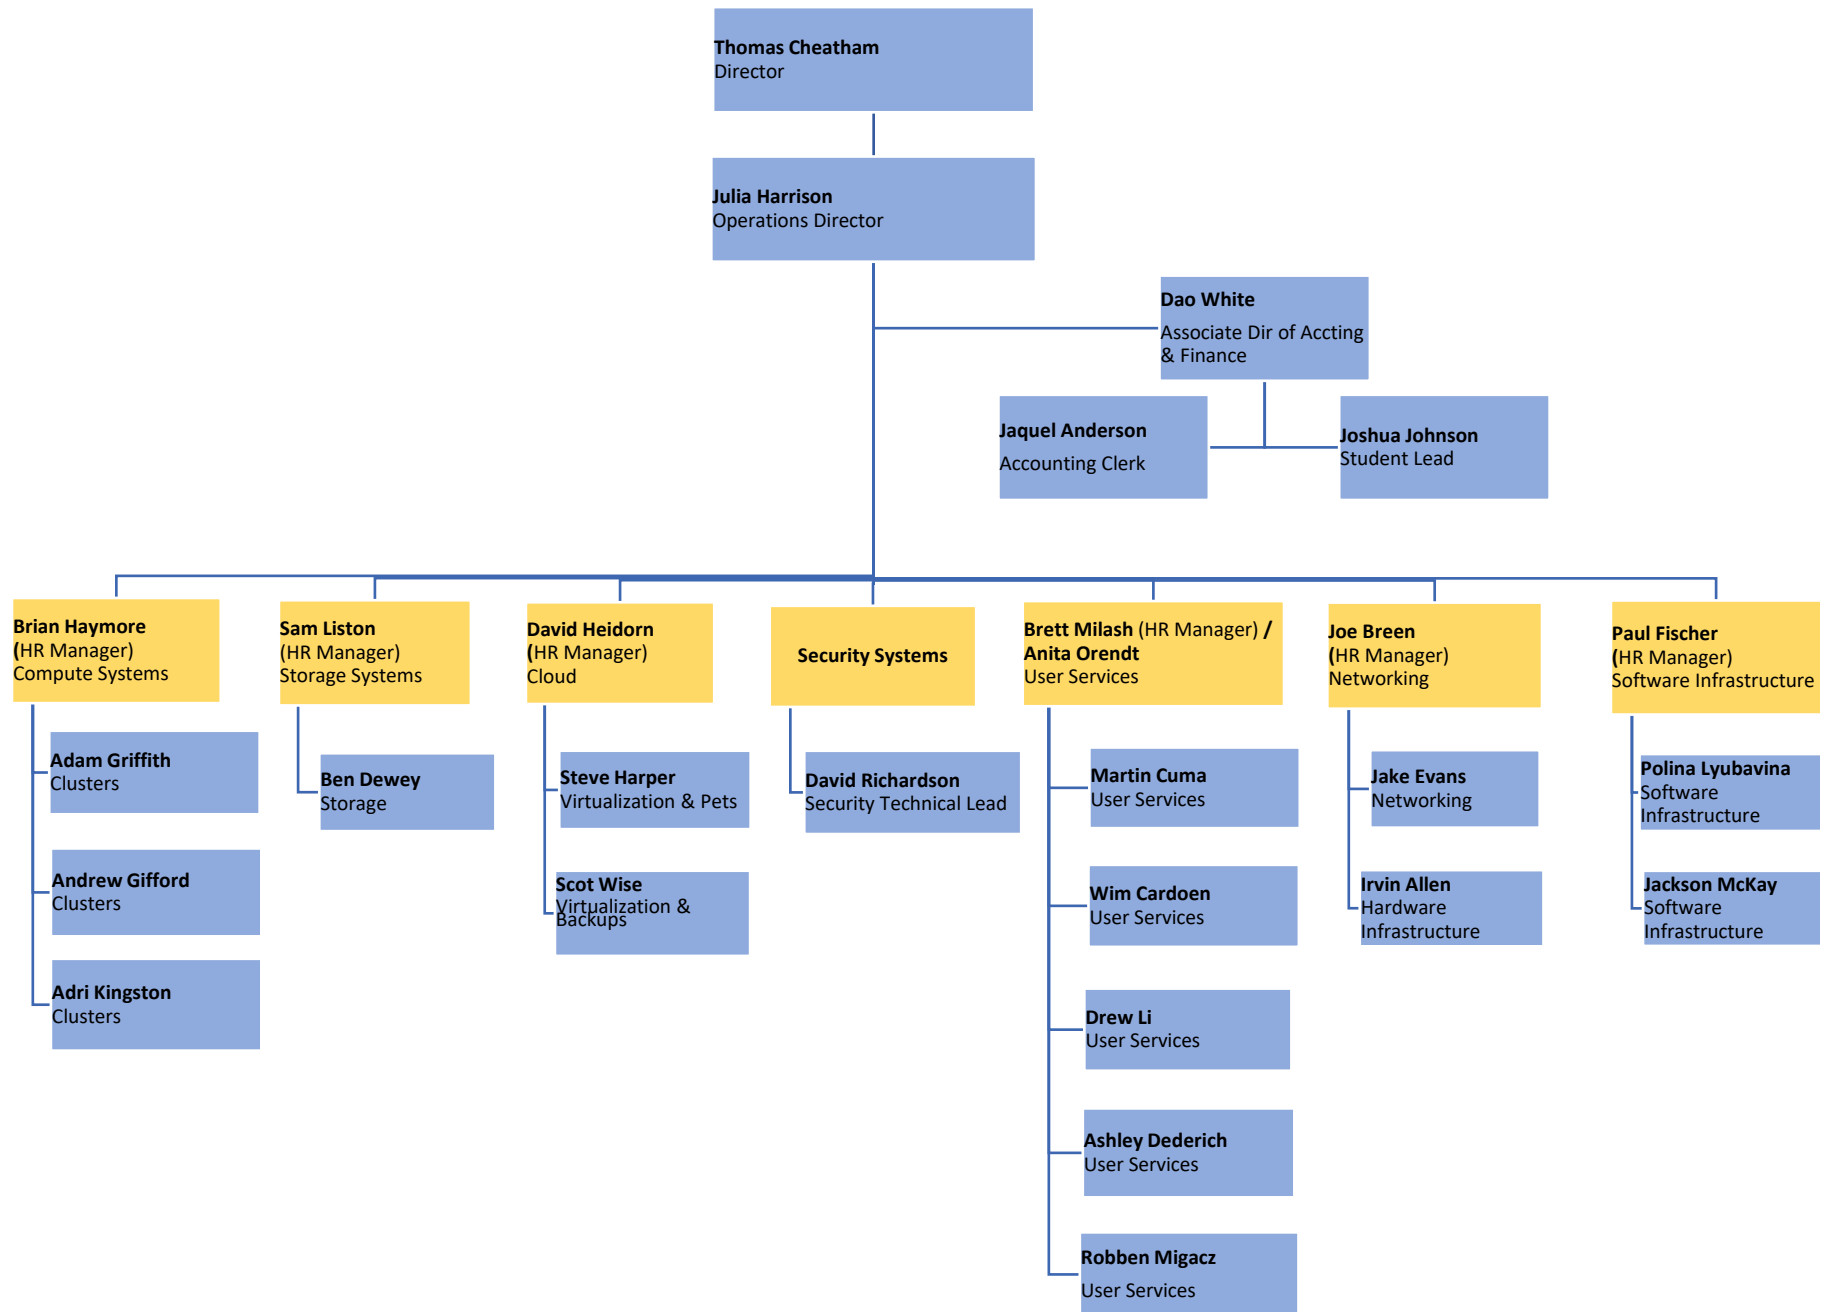 Thomas Cheatham
Director
Julia Harrison
Operations Director
Dao White
Associate Dir of Accting
& Finance
Jaquel Anderson
Accounting Clerk
Joshua Johnson
Student Lead
Brian Haymore
(HR Manager)
Compute Systems
Adam Griffith
Clusters
Andrew Gifford
Clusters
Adri Kingston
Clusters
Sam Liston
(HR Manager)
Storage Systems
Ben Dewey
Storage
David Heidorn
(HR Manager)
Cloud
Steve Harper
Virtualization & Pets
Scot Wise
Virtualization &
Backups
Security Systems
David Richardson
Security Technical Lead
Brett Milash (HR Manager) /
Anita Orendt
User Services
Martin Cuma
User Services
Wim Cardoen
User Services
Drew Li
User Services
Ashley Dederich
User Services
Robben Migacz
User Services
Joe Breen
(HR Manager)
Networking
Jake Evans
Networking
Irvin Allen
Hardware
Infrastructure
Paul Fischer
(HR Manager)
Software Infrastructure
Polina Lyubavina
Software
Infrastructure
Jackson McKay
Software
Infrastructure